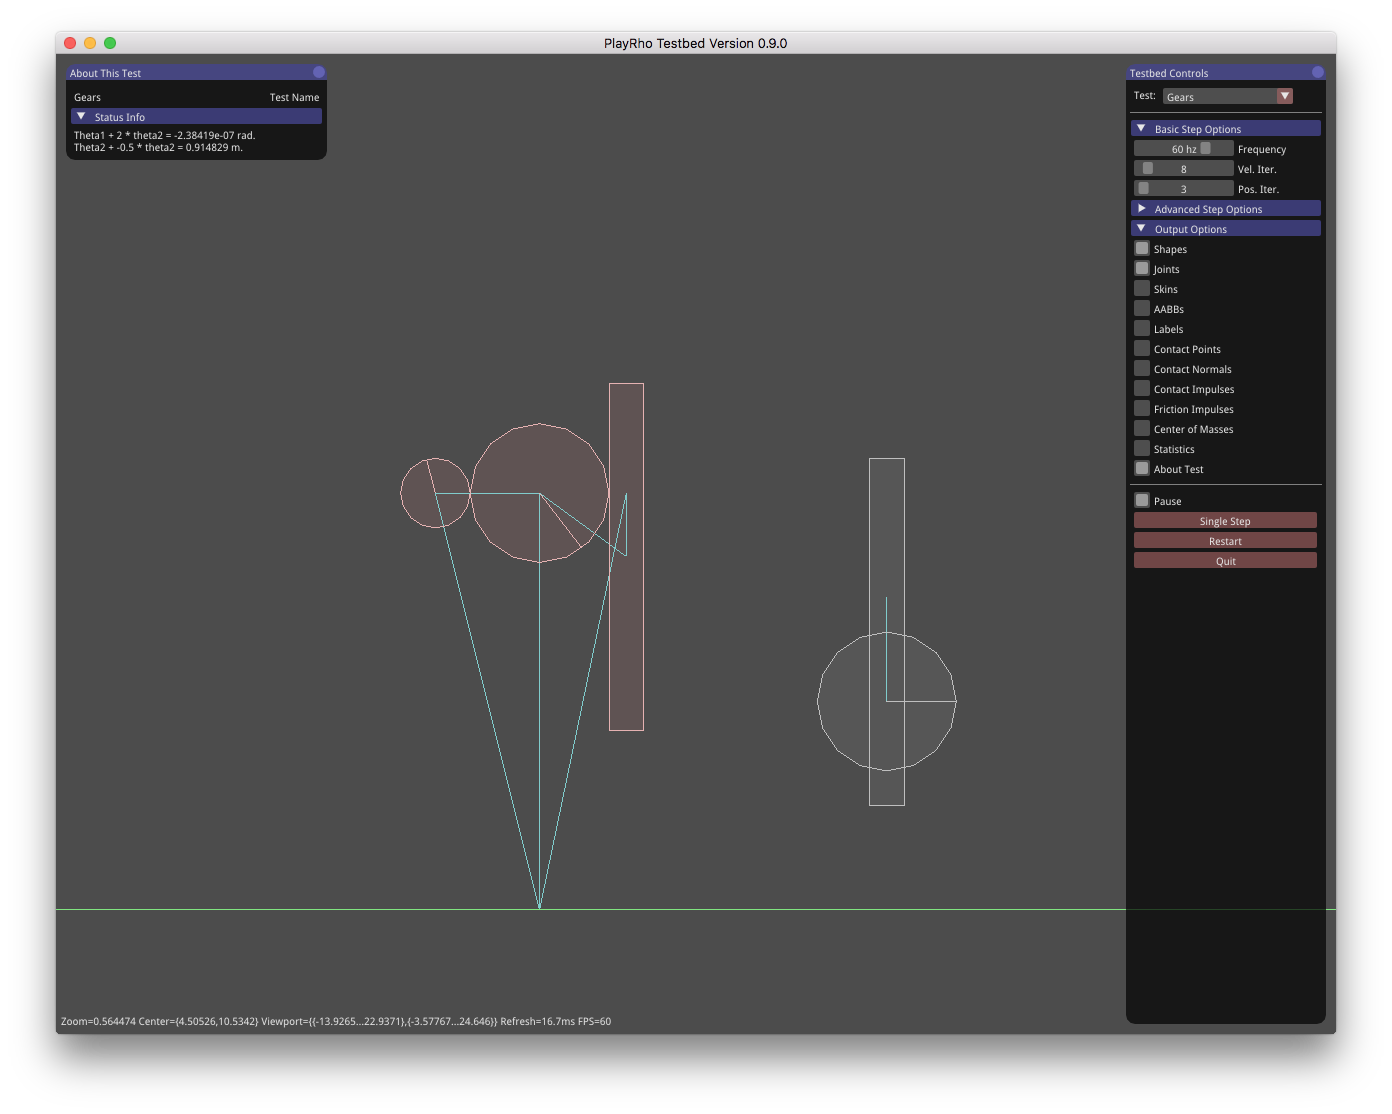 PlayRho Testbed Version 0.9.0
About This Test
Gears Test Name
Status Info
Theta1 + 2 * theta2 = -2.38419e-07 rad.
Theta2 + -0.5 * theta2 = 0.914829 m.
Testbed Controls
Test: Gears
Basic Step Options
60 hz Frequency
8 Vel. Iter.
3 Pos. Iter.
Advanced Step Options
Output Options
Shapes
Joints
Skins
AABBs
Labels
Contact Points
Contact Normals
Contact Impulses
Friction Impulses
Center of Masses
Statistics
About Test
Pause
Single Step
Restart
Quit
Zoom=0.564474 Center={4.50526,10.5342} Viewport={{-13.9265...22.9371},{-3.57767...24.646}} Refresh=16.7ms FPS=60